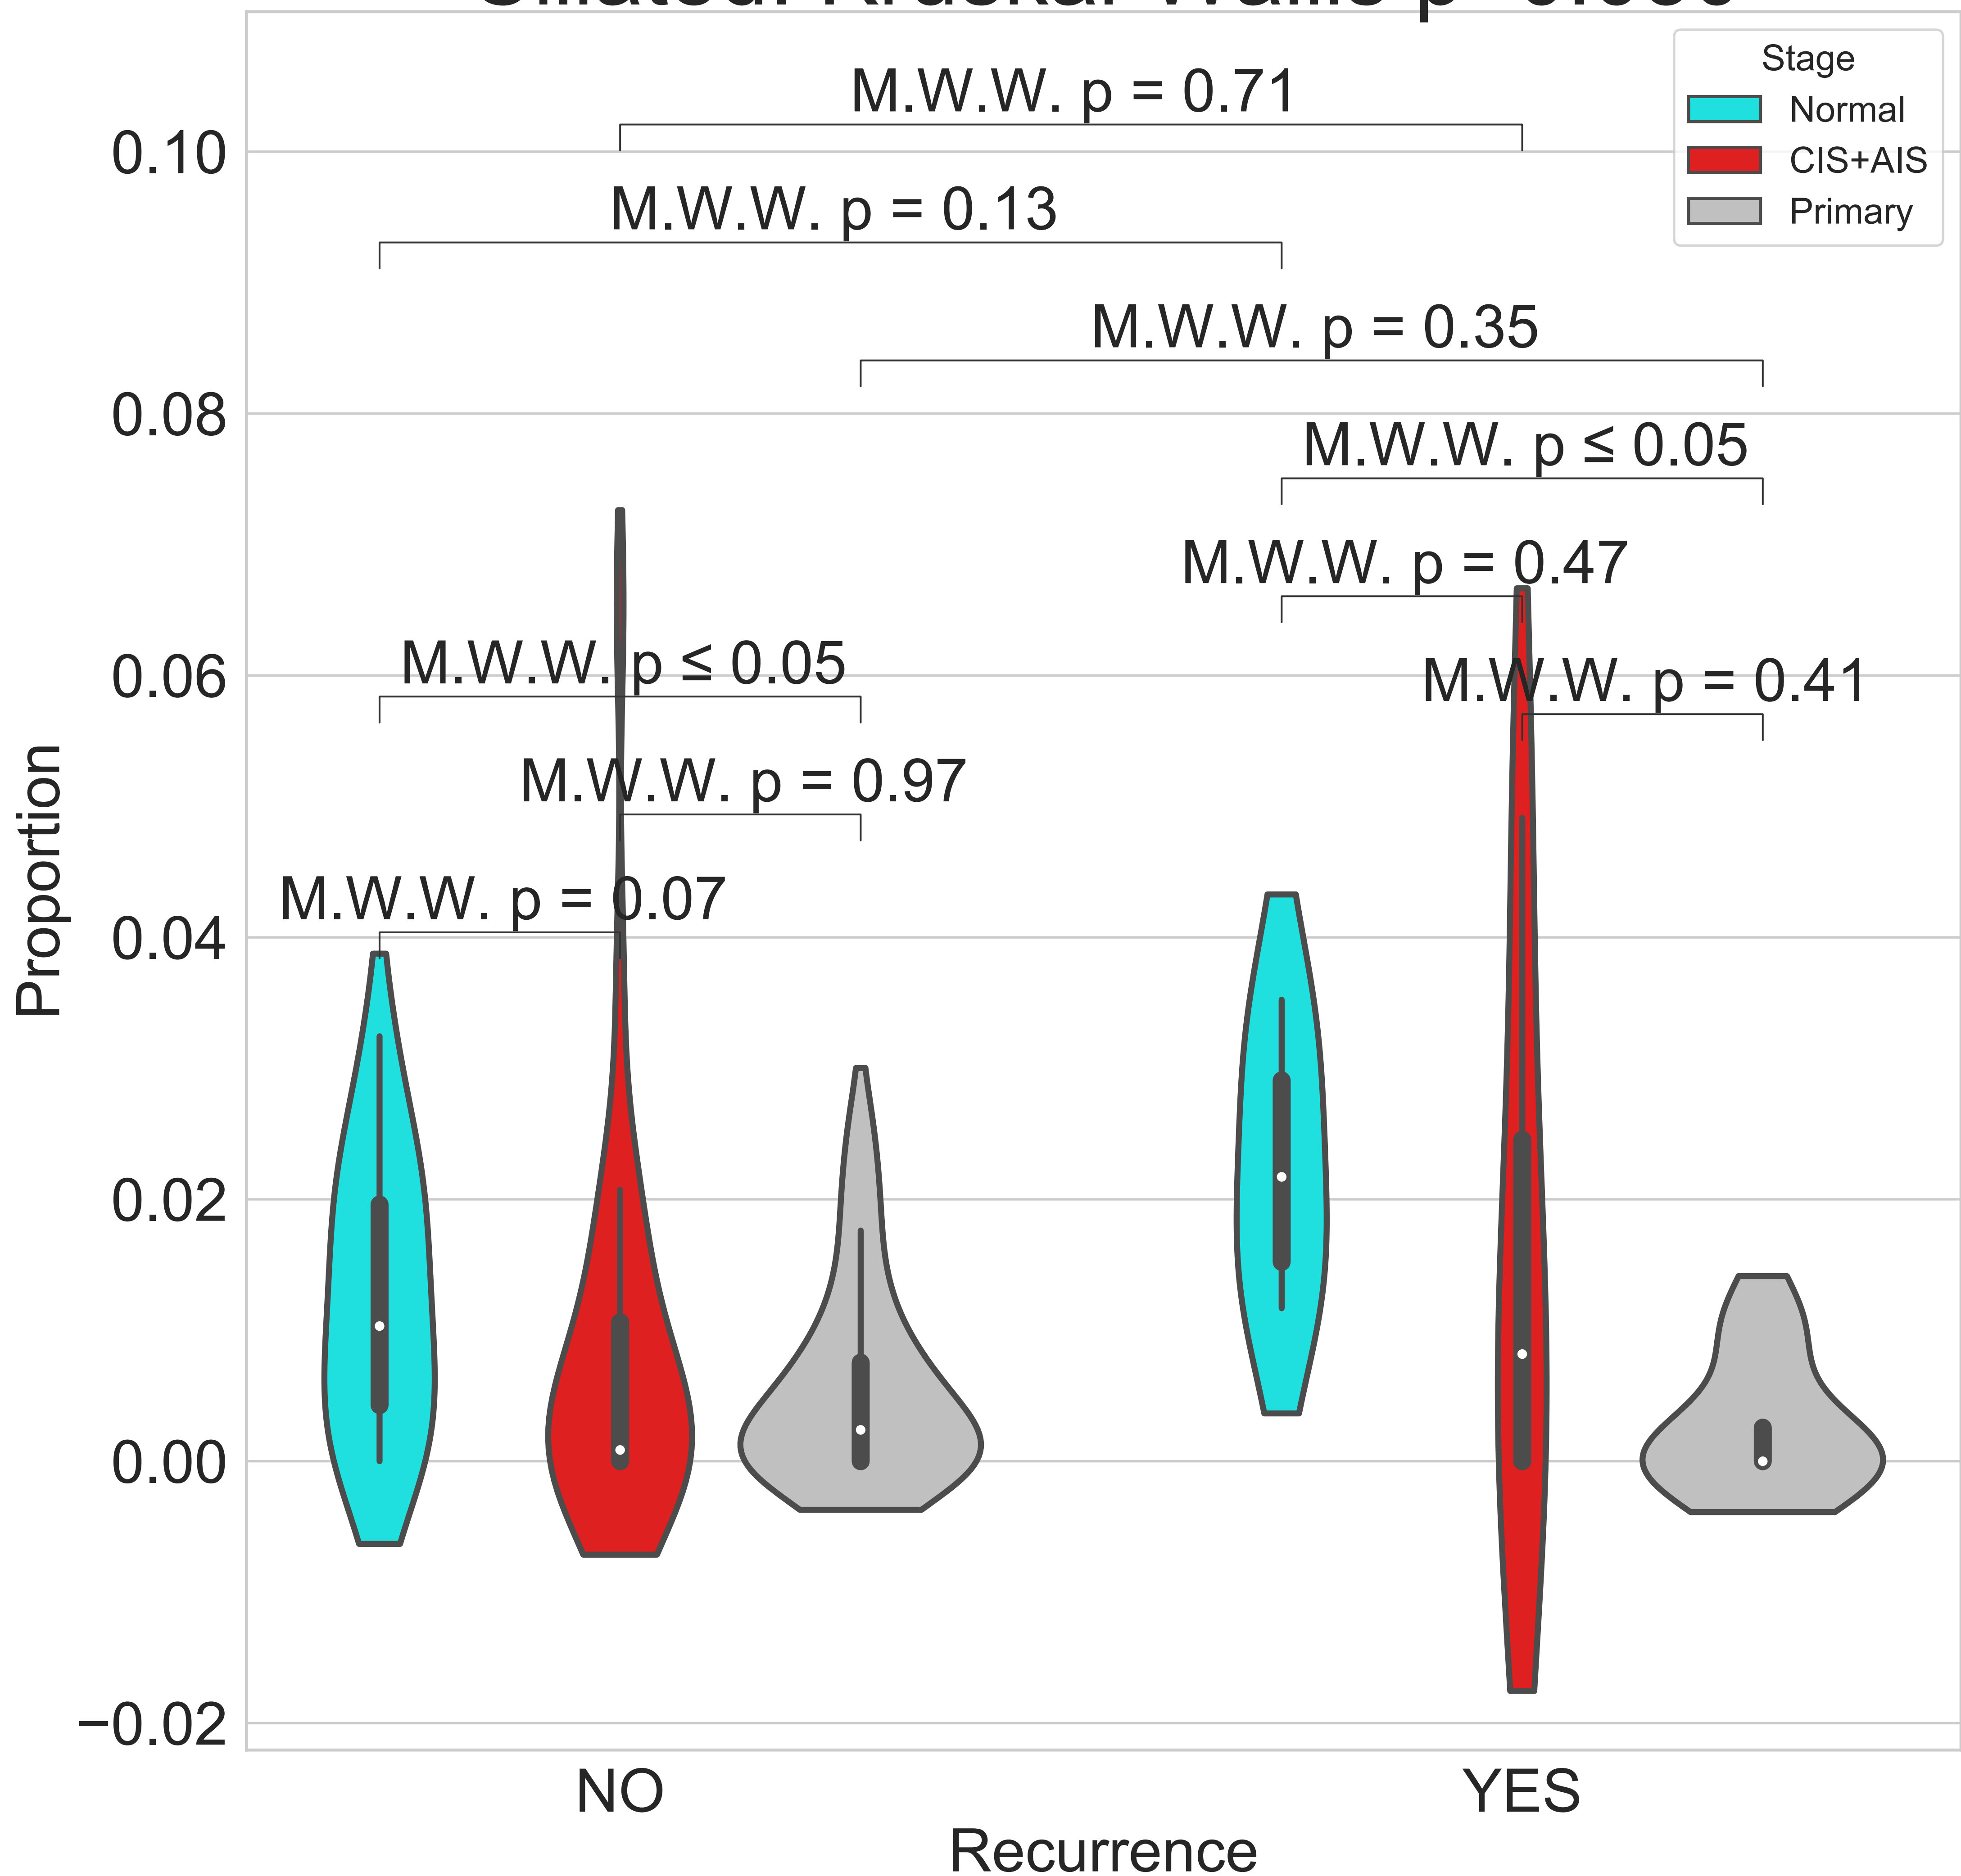 Stage
Normal
CIS+AIS
Primary
M.W.W. p = 0.71
M.W.W. p = 0.13
M.W.W. p = 0.35
M.W.W. p ≤ 0.05
M.W.W. p = 0.47
M.W.W. p ≤ 0.05
M.W.W. p = 0.41
M.W.W. p = 0.97
M.W.W. p = 0.07
0.10
0.08
0.06
0.04
0.02
0.00
−0.02
Proportion
NO
YES
Recurrence